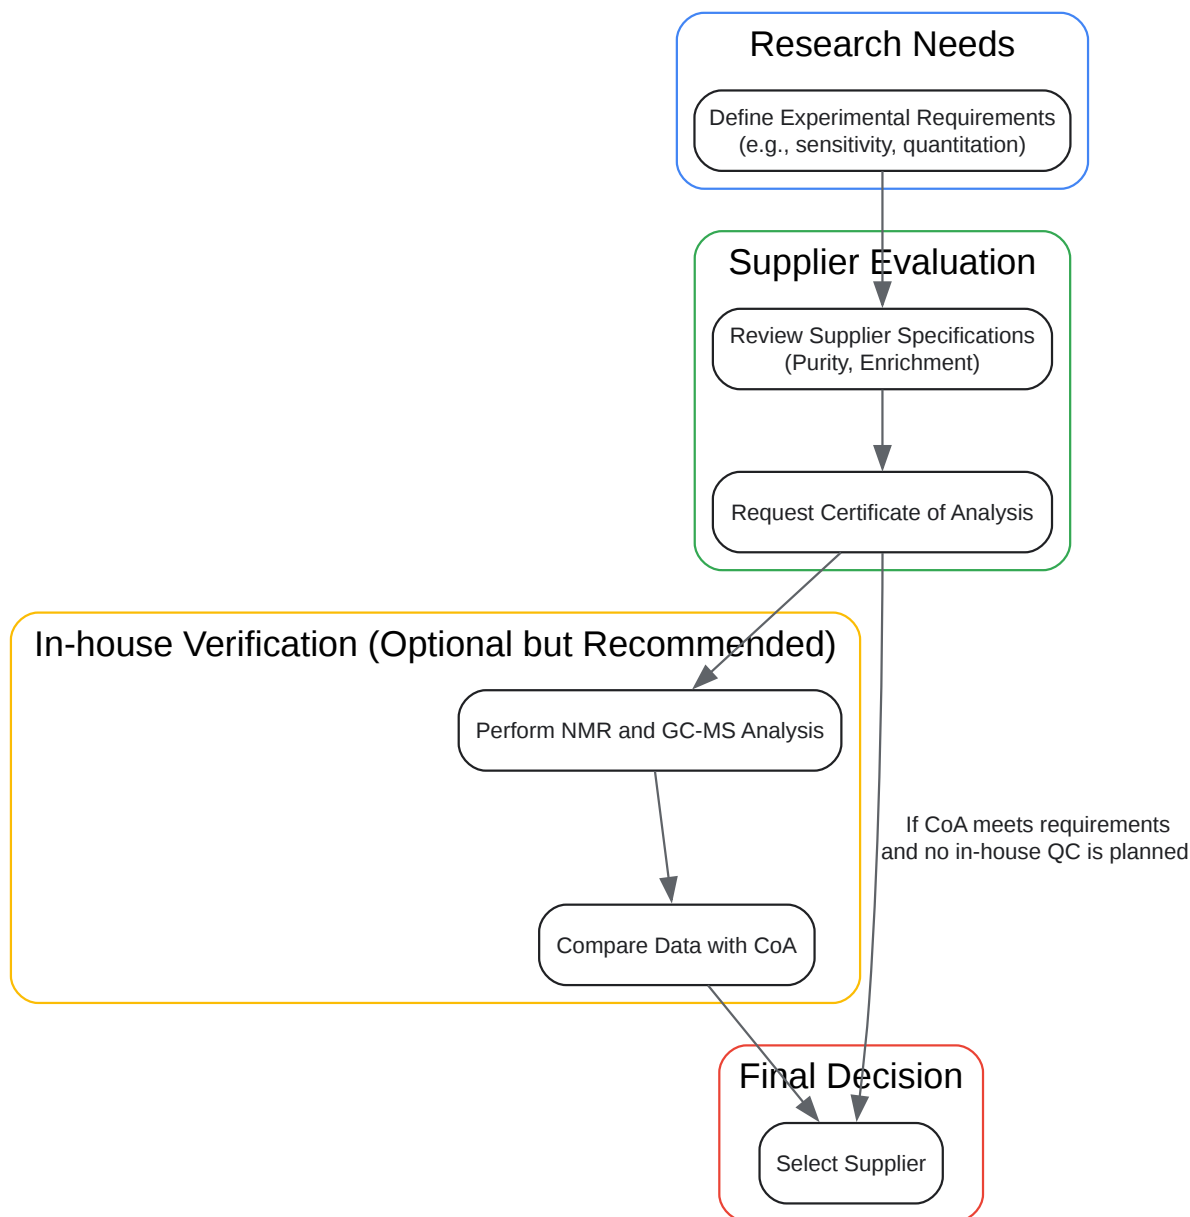 Research Needs
Define Experimental Requirements
(e.g., sensitivity, quantitation)
Supplier Evaluation
Review Supplier Specifications
(Purity, Enrichment)
Request Certificate of Analysis
In-house Verification (Optional but Recommended)
Perform NMR and GC-MS Analysis
If CoA meets requirements
and no in-house QC is planned
Compare Data with CoA
Final Decision
Select Supplier